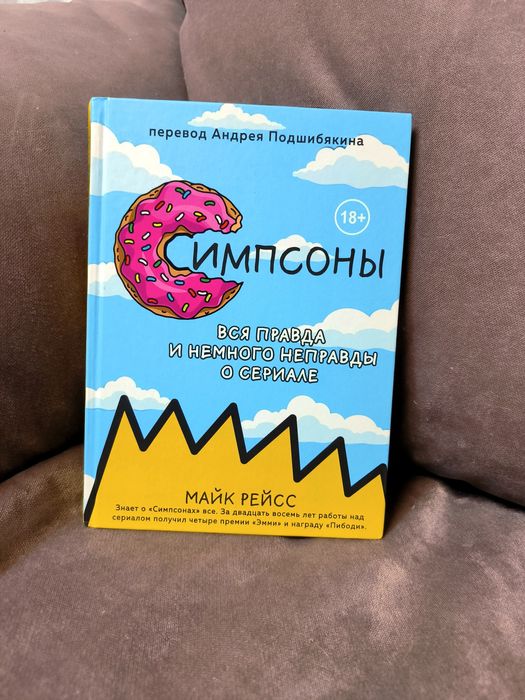 перевод Андрея Подшибякина
18+
Симпсоны
ВСЯ ПРАВДА
И НЕМНОГО НЕПРАВДЫ
О СЕРИАЛЕ
МАЙК РЕЙСС
Знает о «Симпсонах» все. За двадцать восемь лет работы над
сериалом получил четыре премии «Эмми» и награду «Пибоди».